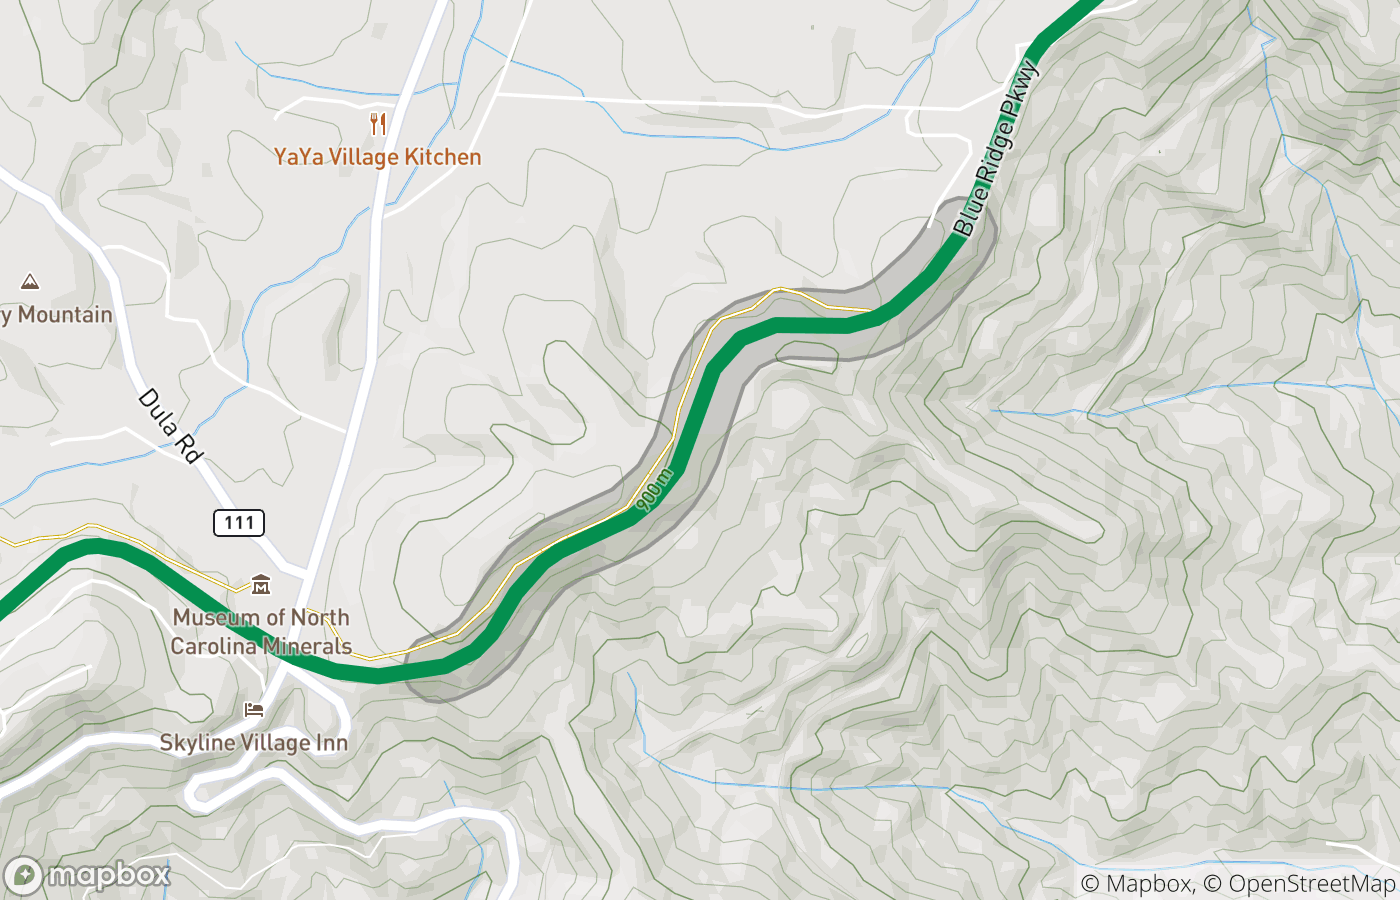 Blue Ridge Pkwy
YaYa Village Kitchen
y Mountain
Dula Rd
900 m
111
Museum of North
Carolina Minerals
Skyline Village Inn
mapbox
© Mapbox, © OpenStreetMap